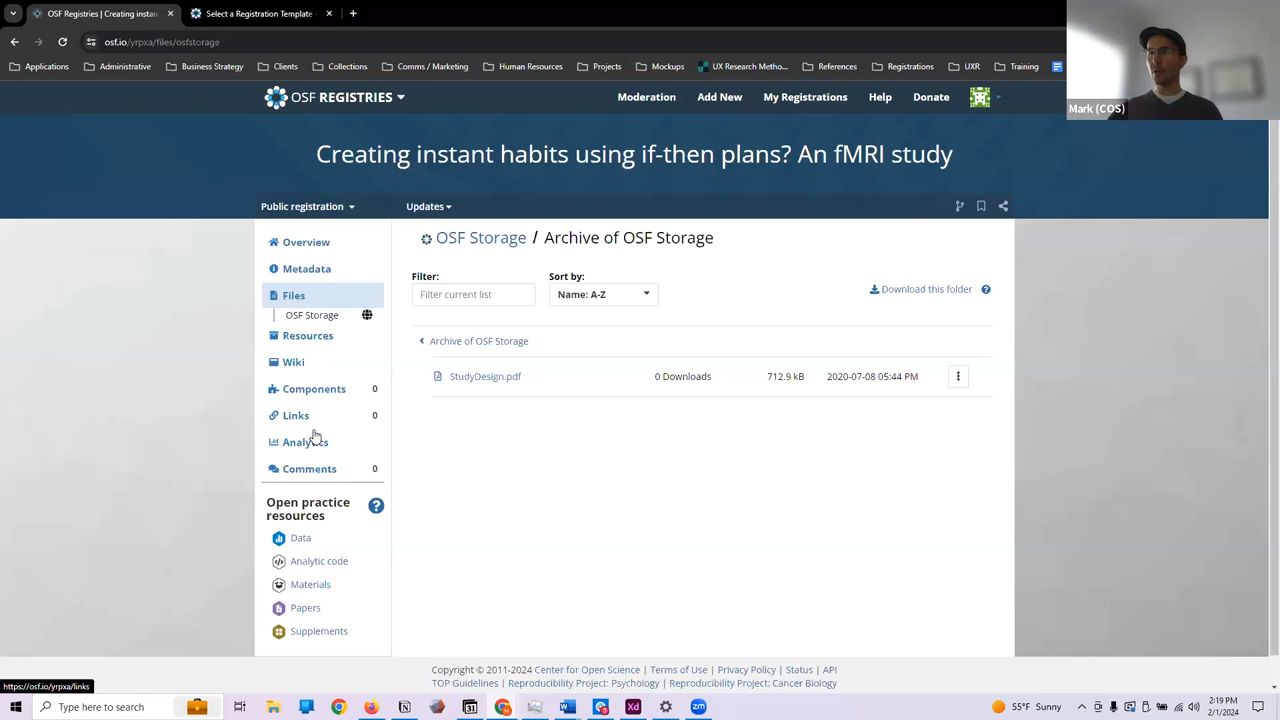 OSF Registries | Creating instan
Select a Registration Template
osf.io/yrpxa/files/osfstorage
Applications
Administrative
Business Strategy
Clients
Collections
Comms / Marketing
Human Resources
Projects
Mockups
UX Research Metho...
References
Registrations
UXR
Training
Mark (COS)
OSF REGISTRIES
Moderation
Add New
My Registrations
Help
Donate
Creating instant habits using if-then plans? An fMRI study
Public registration
Updates
Overview
Metadata
Files
OSF Storage
Resources
Wiki
Components 0
Links 0
Analytics
Comments 0
Open practice
resources
Data
Analytic code
Materials
Papers
Supplements
OSF Storage / Archive of OSF Storage
Filter:
Filter current list
Sort by:
Name: A-Z
Download this folder
Archive of OSF Storage
StudyDesign.pdf 0 Downloads 712.9 kB 2020-07-08 05:44 PM
Copyright © 2011-2024 Center for Open Science | Terms of Use | Privacy Policy | Status | API
TOP Guidelines | Reproducibility Project: Psychology | Reproducibility Project: Cancer Biology
https://osf.io/yrpxa/links
Type here to search
55°F Sunny
2:19 PM
2/1/2024